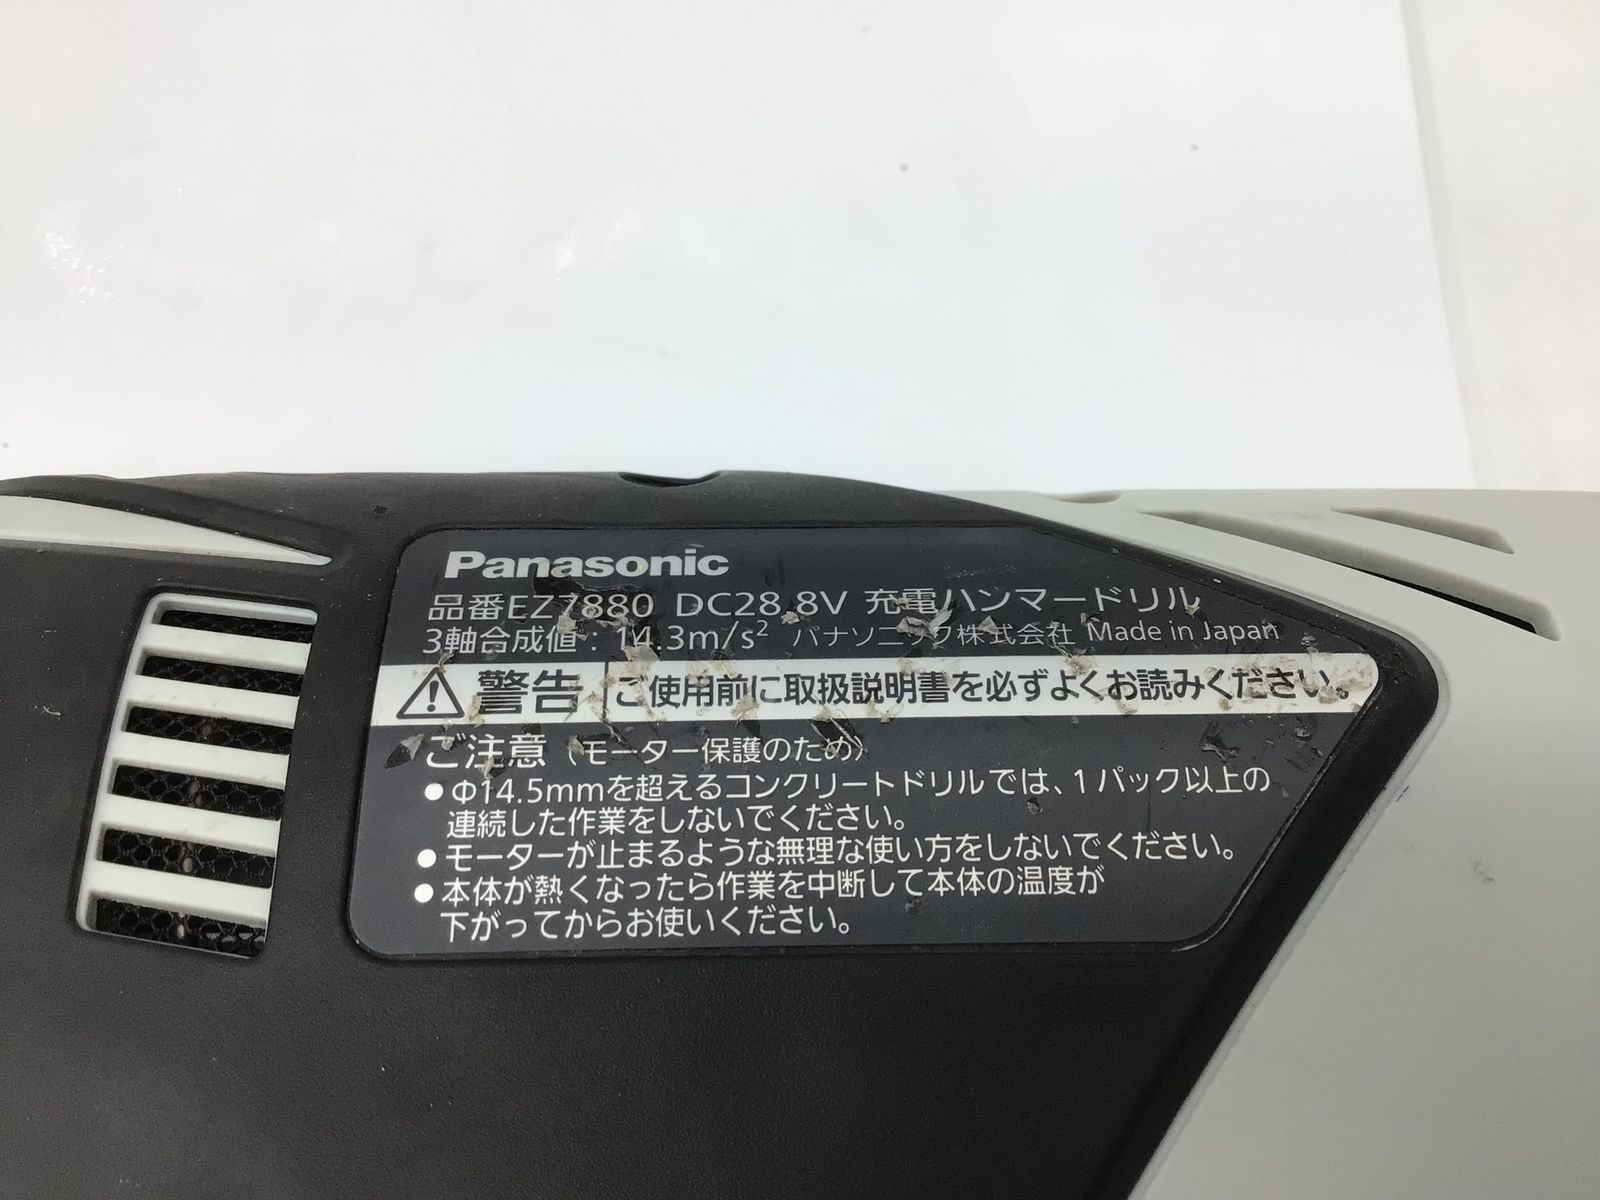 Panasonic
品番EZ7880 DC28.8V 充電ハンマードリル
3軸合成値：14.3m/s² パナソニック株式会社 Made in Japan
警告 ご使用前に取扱説明書を必ずよくお読みください。
ご注意（モーター保護のため）
●Φ14.5mmを超えるコンクリートドリルでは、1パック以上の
連続した作業をしないでください。
●モーターが止まるような無理な使い方をしないでください。
●本体が熱くなったら作業を中断して本体の温度が
下がってからお使いください。